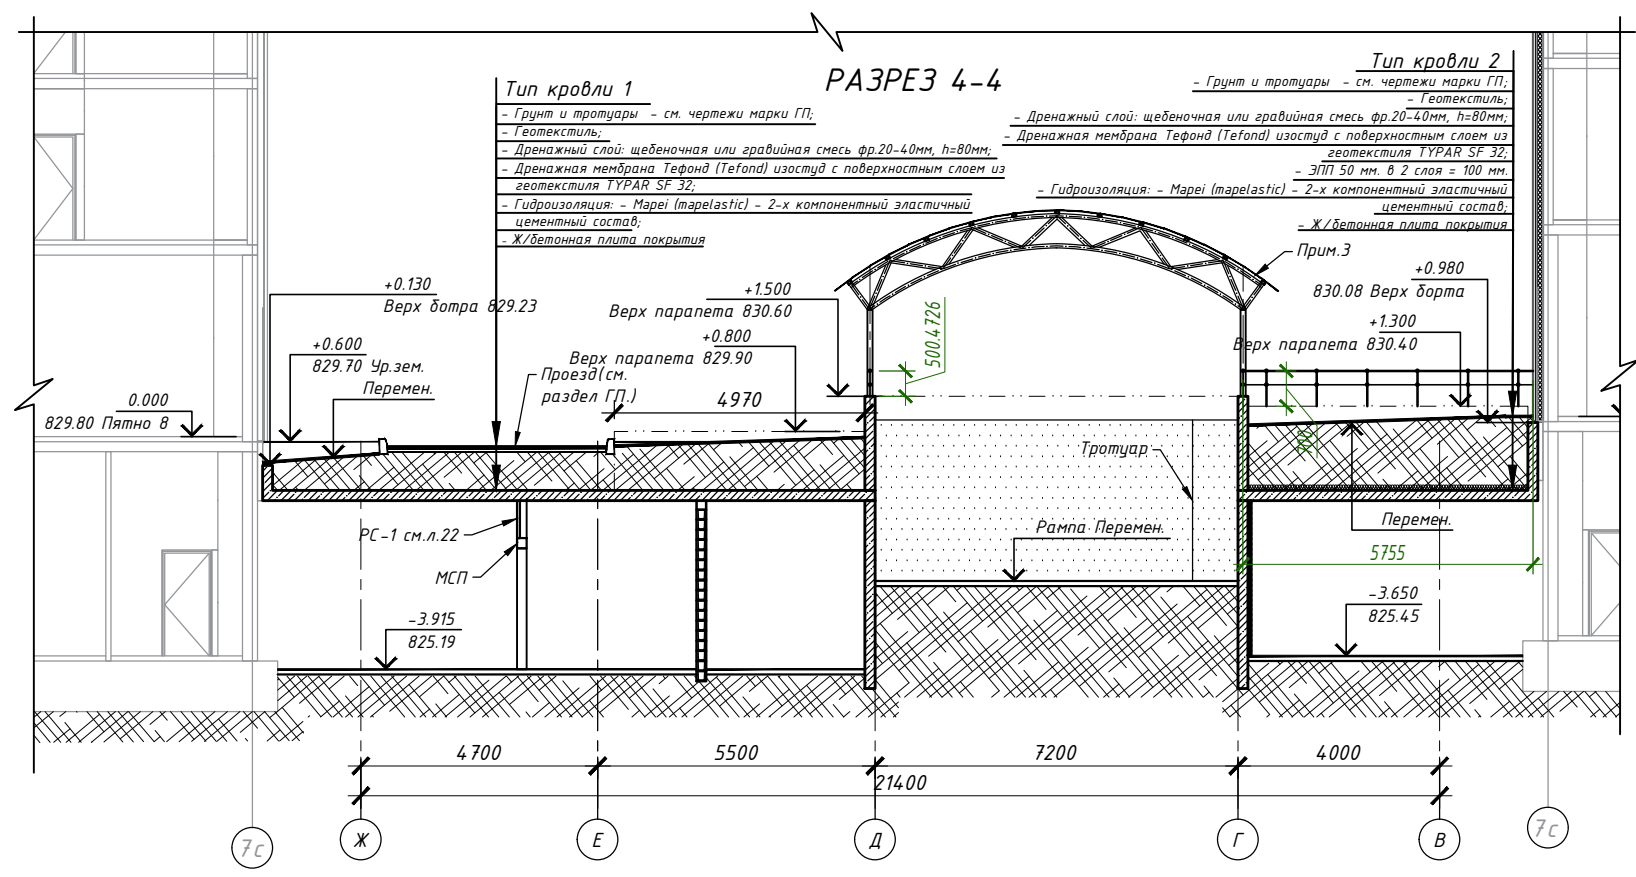 РАЗРЕЗ 4-4
Тип кровли 1
- Грунт и тротуары - см. чертежи марки ГП;
- Геотекстиль;
- Дренажный слой: щебеночная или гравийная смесь фр.20-40мм, h=80мм;
- Дренажная мембрана Тефонд (Tefond) изостуд с поверхностным слоем из
геотекстиля TYPAR SF 32;
- Гидроизоляция: - Mapei (mapelastic) - 2-х компонентный эластичный
цементный состав;
- Ж/бетонная плита покрытия
Тип кровли 2
- Грунт и тротуары - см. чертежи марки ГП;
- Геотекстиль;
- Дренажный слой: щебеночная или гравийная смесь фр.20-40мм, h=80мм;
- Дренажная мембрана Тефонд (Tefond) изостуд с поверхностным слоем из
геотекстиля TYPAR SF 32;
- ЭПП 50 мм. в 2 слоя = 100 мм.
- Гидроизоляция: - Mapei (mapelastic) - 2-х компонентный эластичный
цементный состав;
- Ж/бетонная плита покрытия
Прим.3
+0.130
Верх ботра 829.23
+1.500
Верх парапета 830.60
+0.980
830.08 Верх борта
+0.600
829.70 Ур.зем.
Перемен.
+0.800
Верх парапета 829.90
Проезд(см.
раздел ГП.)
500.4726
+1.300
Верх парапета 830.40
0.000
829.80 Пятно 8
4970
700
Тротуар
РС-1 см.л.22
МСП
Рампа Перемен.
Перемен.
5755
-3.915
825.19
-3.650
825.45
4700
5500
7200
4000
21400
7с
Ж
Е
Д
Г
В
7с